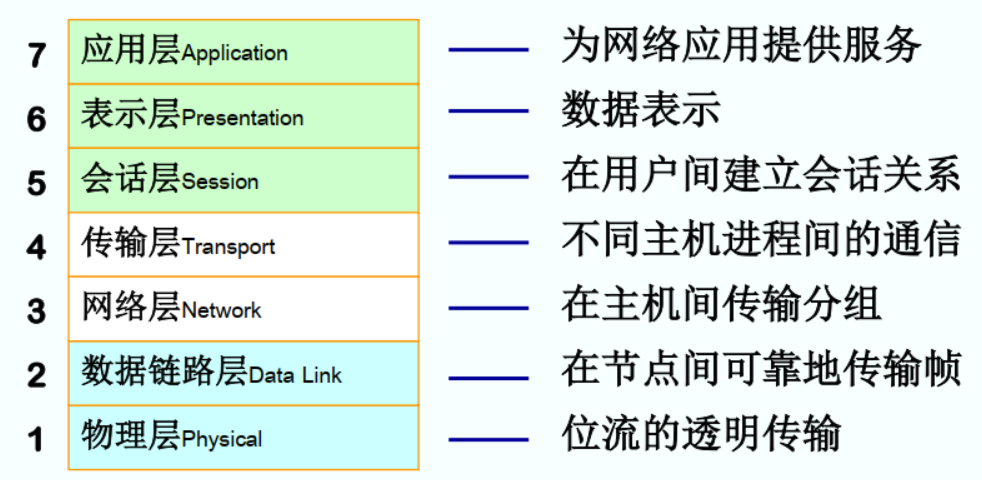 7 应用层Application 为网络应用提供服务
6 表示层Presentation 数据表示
5 会话层Session 在用户间建立会话关系
4 传输层Transport 不同主机进程间的通信
3 网络层Network 在主机间传输分组
2 数据链路层Data Link 在节点间可靠地传输帧
1 物理层Physical 位流的透明传输